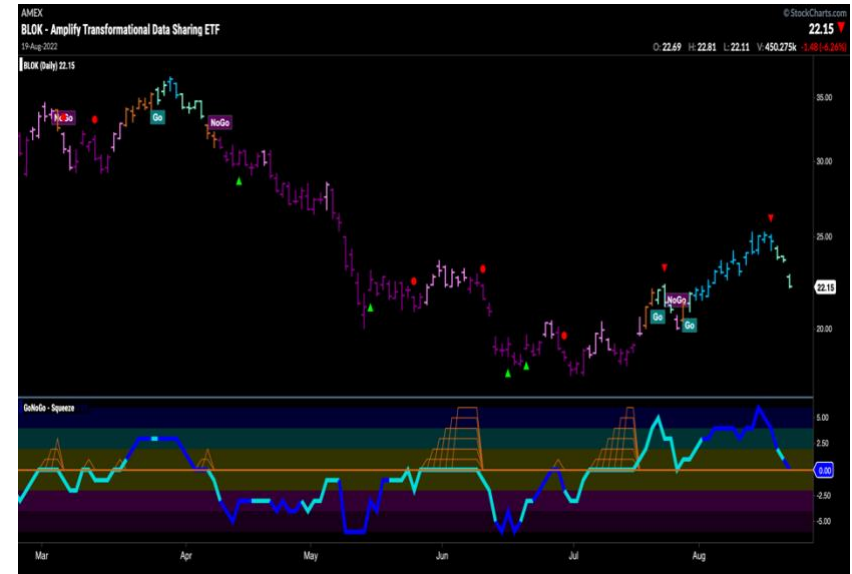 AMEX
© StockCharts.com
BLOK - Amplify Transformational Data Sharing ETF
22.15
19-Aug-2022
O: 22.69 H: 22.81 L: 22.11 V: 450.275k -1.48 (-6.26%)
BLOK (Daily) 22.15
35.00
NoGo
Go
NoGo
30.00
25.00
22.15
NoGo
Go
Go
20.00
GoNoGo - Squeeze
5.00
2.50
0.00
-2.50
-5.00
Mar Apr May Jun Jul Aug